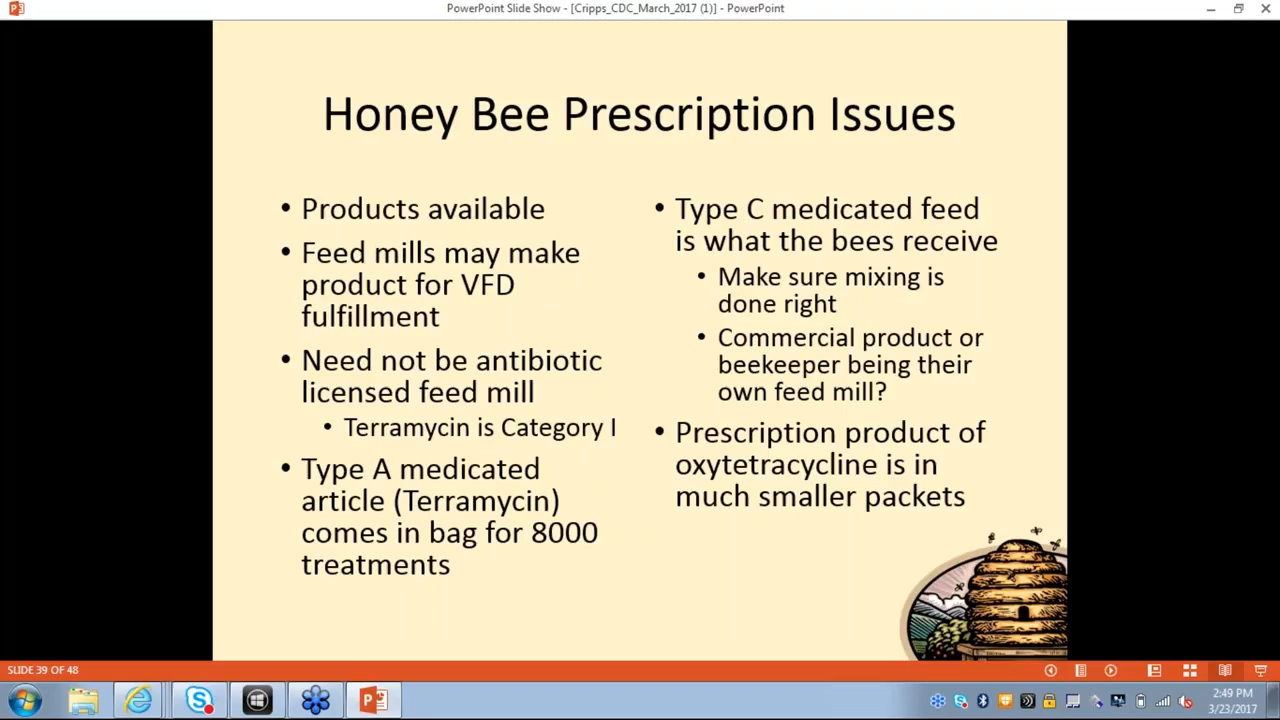 PowerPoint Slide Show - [Cripps_CDC_March_2017 (1)] - PowerPoint
Honey Bee Prescription Issues
• Products available
• Feed mills may make
product for VFD
fulfillment
• Need not be antibiotic
licensed feed mill
• Terramycin is Category I
• Type A medicated
article (Terramycin)
comes in bag for 8000
treatments
• Type C medicated feed
is what the bees receive
• Make sure mixing is
done right
• Commercial product or
beekeeper being their
own feed mill?
• Prescription product of
oxytetracycline is in
much smaller packets
SLIDE 39 OF 48
2:49 PM
3/23/2017